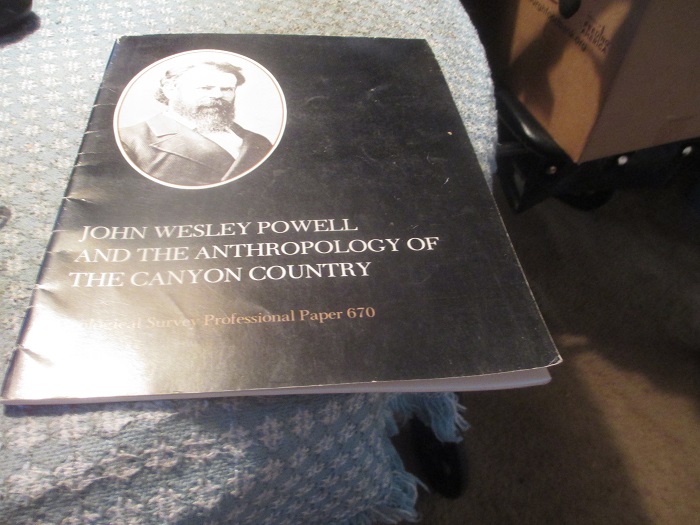 JOHN WESLEY POWELL
AND THE ANTHROPOLOGY OF
THE CANYON COUNTRY
Survey Professional Paper 670